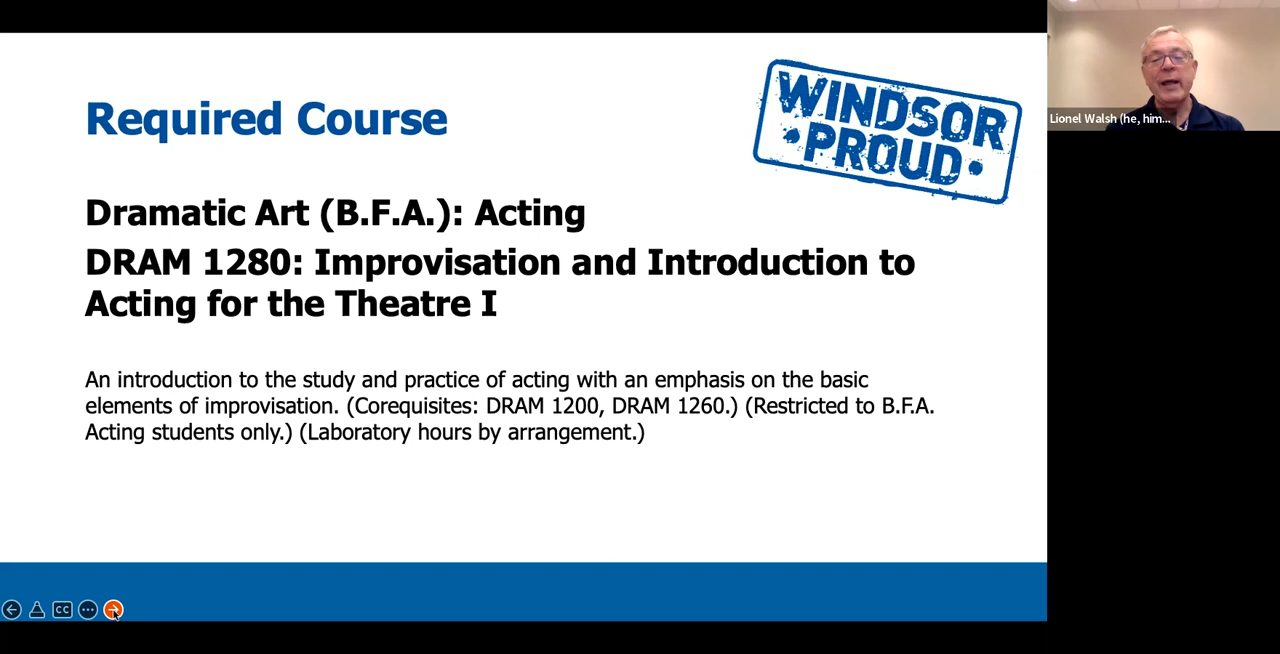 Required Course
WINDSOR
•PROUD•
Dramatic Art (B.F.A.): Acting
DRAM 1280: Improvisation and Introduction to
Acting for the Theatre I
An introduction to the study and practice of acting with an emphasis on the basic
elements of improvisation. (Corequisites: DRAM 1200, DRAM 1260.) (Restricted to B.F.A.
Acting students only.) (Laboratory hours by arrangement.)
Lionel Walsh (he, him...
CC